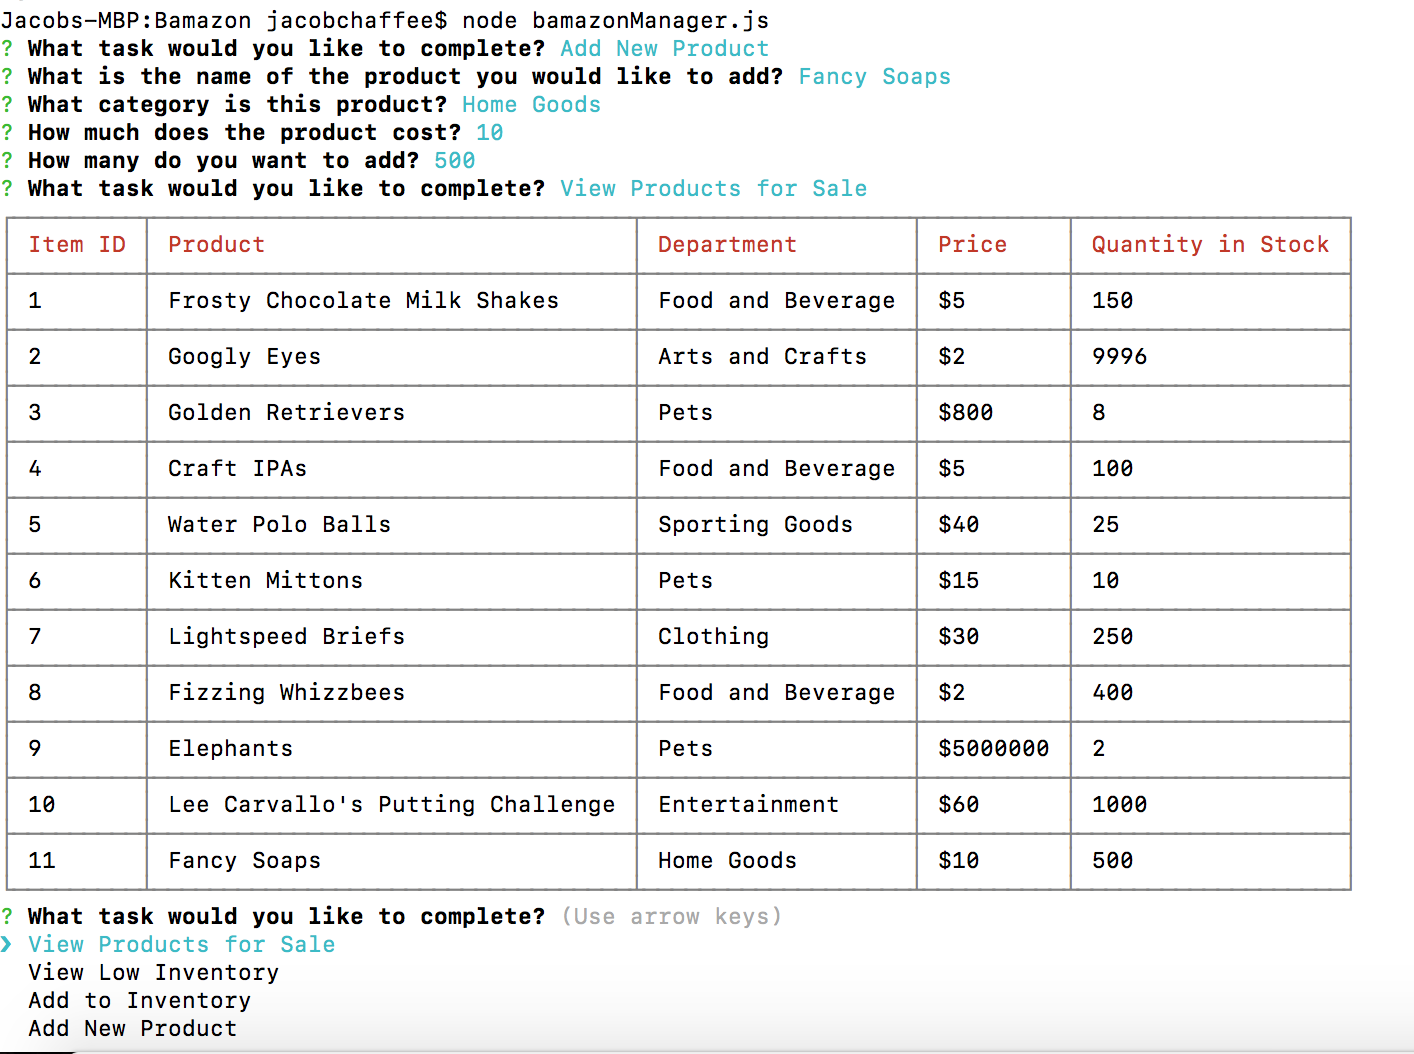 Jacobs-MBP:Bamazon jacobchaffee$ node bamazonManager.js
? What task would you like to complete? Add New Product
? What is the name of the product you would like to add? Fancy Soaps
? What category is this product? Home Goods
? How much does the product cost? 10
? How many do you want to add? 500
? What task would you like to complete? View Products for Sale
Item ID Product Department Price Quantity in Stock
1 Frosty Chocolate Milk Shakes Food and Beverage $5 150
2 Googly Eyes Arts and Crafts $2 9996
3 Golden Retrievers Pets $800 8
4 Craft IPAs Food and Beverage $5 100
5 Water Polo Balls Sporting Goods $40 25
6 Kitten Mittons Pets $15 10
7 Lightspeed Briefs Clothing $30 250
8 Fizzing Whizzbees Food and Beverage $2 400
9 Elephants Pets $5000000 2
10 Lee Carvallo's Putting Challenge Entertainment $60 1000
11 Fancy Soaps Home Goods $10 500
? What task would you like to complete? (Use arrow keys)
❯ View Products for Sale
View Low Inventory
Add to Inventory
Add New Product